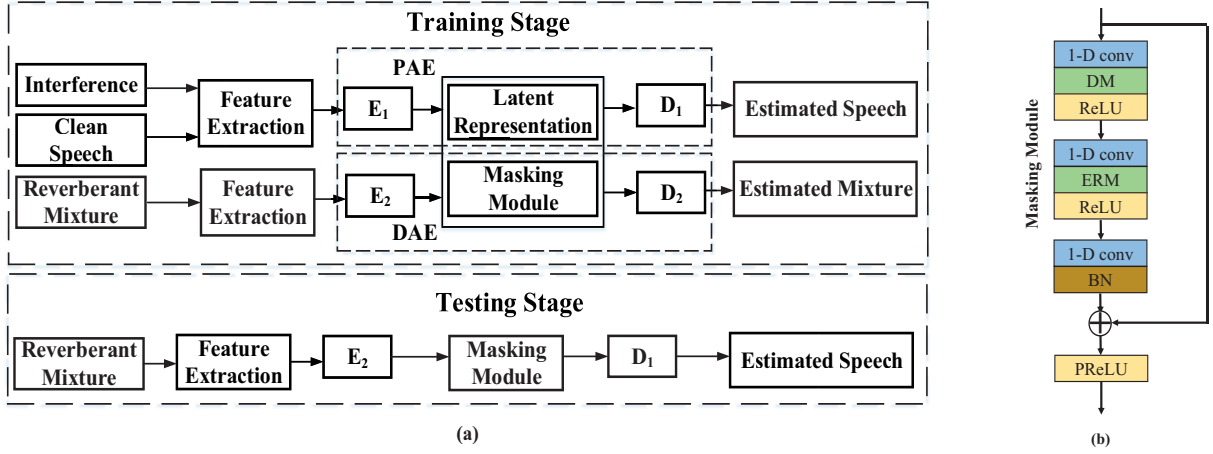 Training Stage
PAE
Interference
Clean
Speech
Feature
Extraction
E1
Latent
Representation
D1
Estimated Speech
Reverberant
Mixture
Feature
Extraction
E2
Masking
Module
D2
Estimated Mixture
DAE
Testing Stage
Reverberant
Mixture
Feature
Extraction
E2
Masking
Module
D1
Estimated Speech
(a)
Masking Module
1-D conv
DM
ReLU
1-D conv
ERM
ReLU
1-D conv
BN
PReLU
(b)